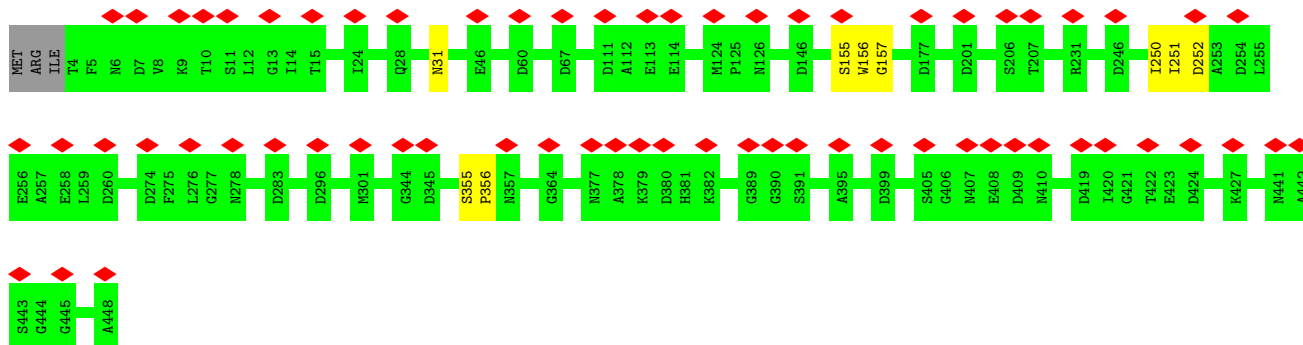 MET ARG ILE T4 F5 N6 D7 V8 K9 T10 S11 L12 G13 I14 T15 I24 Q28 N31 E46 D60 D67 D111 A112 E113 E114 M124 P125 N126 D146 S155 W156 G157 D177 D201 S206 T207 R231 D246 I250 I251 D252 A253 D254 L255
E256 A257 E258 L259 D260 D274 F275 L276 G277 N278 D283 D296 M301 G344 D345 S355 P356 N357 G364 N377 A378 K379 D380 H381 K382 G389 G390 S391 A395 D399 S405 G406 N407 E408 D409 N410 D419 I420 G421 T422 E423 D424 K427 N441 A442
S443 G444 G445 A448